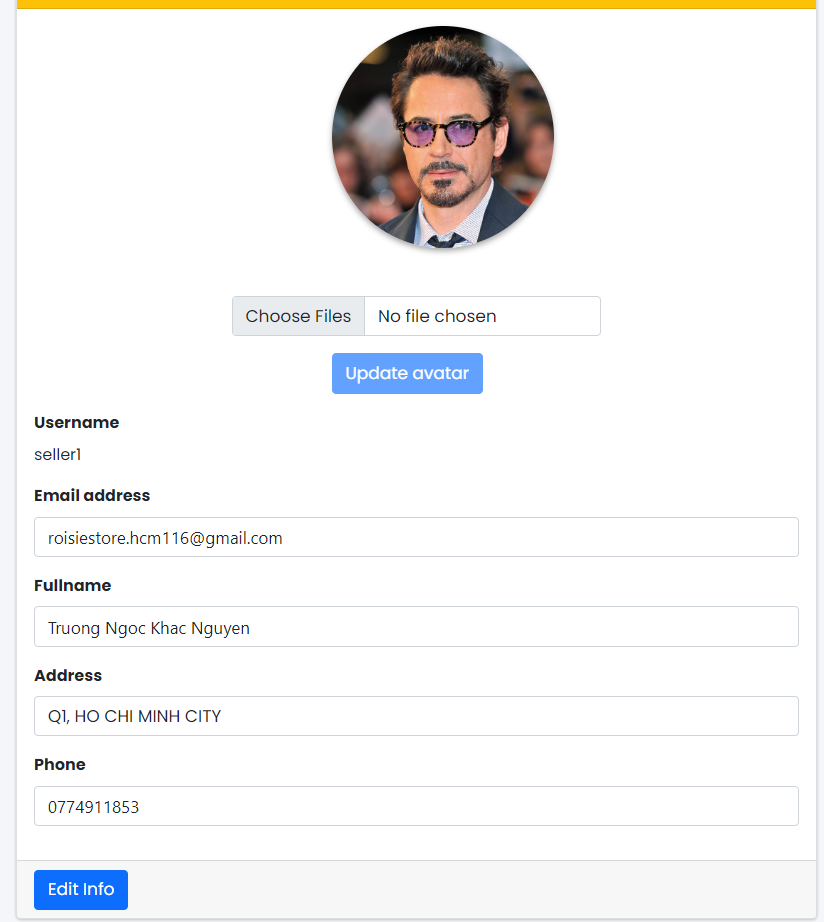 Choose Files No file chosen
Update avatar
Username
seller1
Email address
roisiestore.hcm116@gmail.com
Fullname
Truong Ngoc Khac Nguyen
Address
Q1, HO CHI MINH CITY
Phone
0774911853
Edit Info